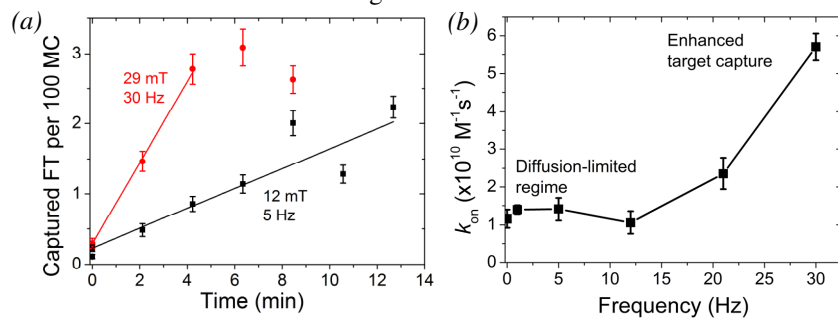 (a)
Captured FT per 100 MC
3
2
1
0
29 mT
30 Hz
12 mT
5 Hz
0 2 4 6 8 10 12 14
Time (min)
(b)
k_on (x10^10 M^-1 s^-1)
6
5
4
3
2
1
0
Enhanced
target capture
Diffusion-limited
regime
0 5 10 15 20 25 30
Frequency (Hz)